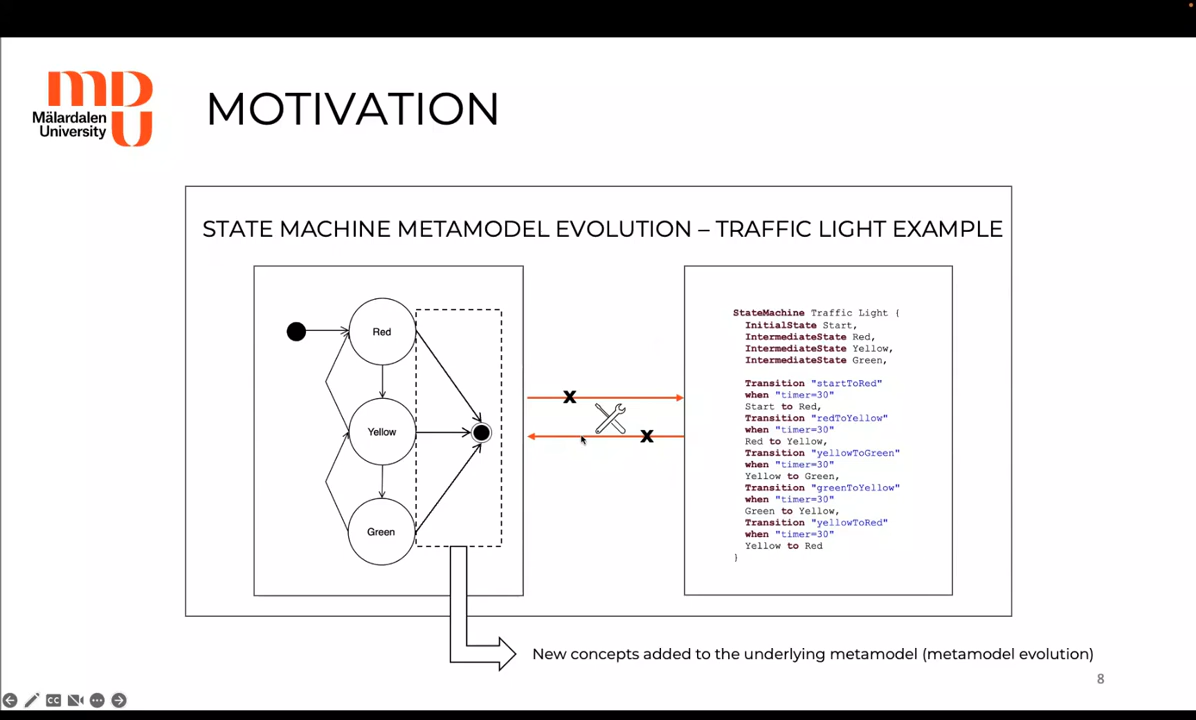 Mälardalen
University
MOTIVATION
STATE MACHINE METAMODEL EVOLUTION – TRAFFIC LIGHT EXAMPLE
Red
Yellow
Green
X
X
StateMachine Traffic Light {
InitialState Start,
IntermediateState Red,
IntermediateState Yellow,
IntermediateState Green,
Transition "startToRed"
when "timer=30"
Start to Red,
Transition "redToYellow"
when "timer=30"
Red to Yellow,
Transition "yellowToGreen"
when "timer=30"
Yellow to Green,
Transition "greenToYellow"
when "timer=30"
Green to Yellow,
Transition "yellowToRed"
when "timer=30"
Yellow to Red
}
New concepts added to the underlying metamodel (metamodel evolution)
8
CC